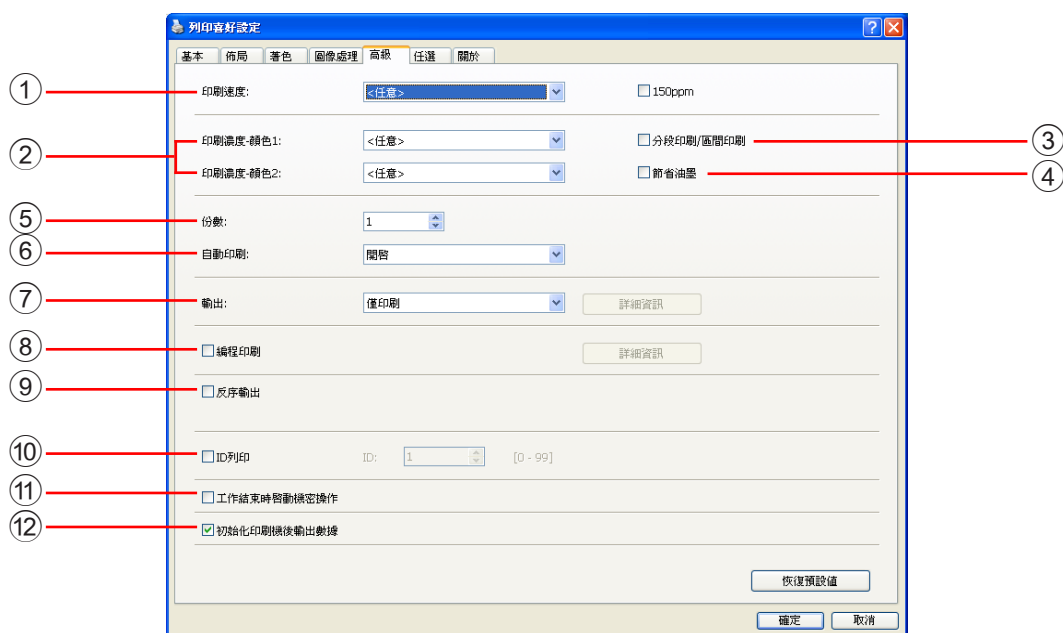 列印喜好設定
基本 佈局 著色 圖像處理 高級 任選 關於
① 印刷速度: <任意> 150ppm
② 印刷濃度-顏色1: <任意> 分段印刷/區間印刷 ③
印刷濃度-顏色2: <任意> 節省油墨 ④
⑤ 份數: 1
⑥ 自動印刷: 開啓
⑦ 輸出: 僅印刷 詳細資訊
⑧ 編程印刷 詳細資訊
⑨ 反序輸出
⑩ ID列印 ID: 1 [0 - 99]
⑪ 工作結束時啓動機密操作
⑫ 初始化印刷機後輸出數據
恢復預設値
確定 取消